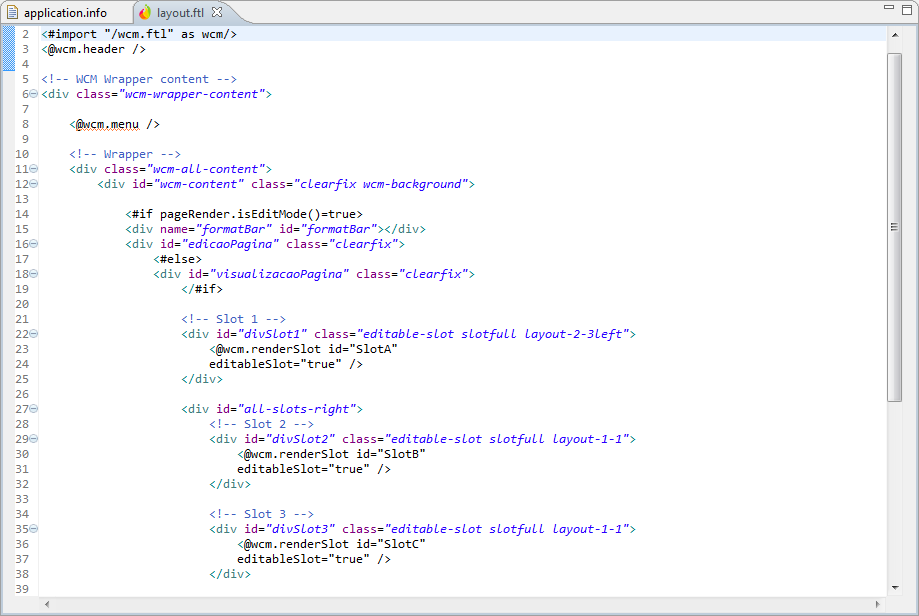 application.info layout.ftl
2 <#import "/wcm.ftl" as wcm/>
3 <@wcm.header />
4
5 <!-- WCM Wrapper content -->
6 <div class="wcm-wrapper-content">
7
8 <@wcm.menu />
9
10 <!-- Wrapper -->
11 <div class="wcm-all-content">
12 <div id="wcm-content" class="clearfix wcm-background">
13
14 <#if pageRender.isEditMode()=true>
15 <div name="formatBar" id="formatBar"></div>
16 <div id="edicaoPagina" class="clearfix">
17 <#else>
18 <div id="visualizacaoPagina" class="clearfix">
19 </#if>
20
21 <!-- Slot 1 -->
22 <div id="divSlot1" class="editable-slot slotfull layout-2-3left">
23 <@wcm.renderSlot id="SlotA"
24 editableSlot="true" />
25 </div>
26
27 <div id="all-slots-right">
28 <!-- Slot 2 -->
29 <div id="divSlot2" class="editable-slot slotfull layout-1-1">
30 <@wcm.renderSlot id="SlotB"
31 editableSlot="true" />
32 </div>
33
34 <!-- Slot 3 -->
35 <div id="divSlot3" class="editable-slot slotfull layout-1-1">
36 <@wcm.renderSlot id="SlotC"
37 editableSlot="true" />
38 </div>
39